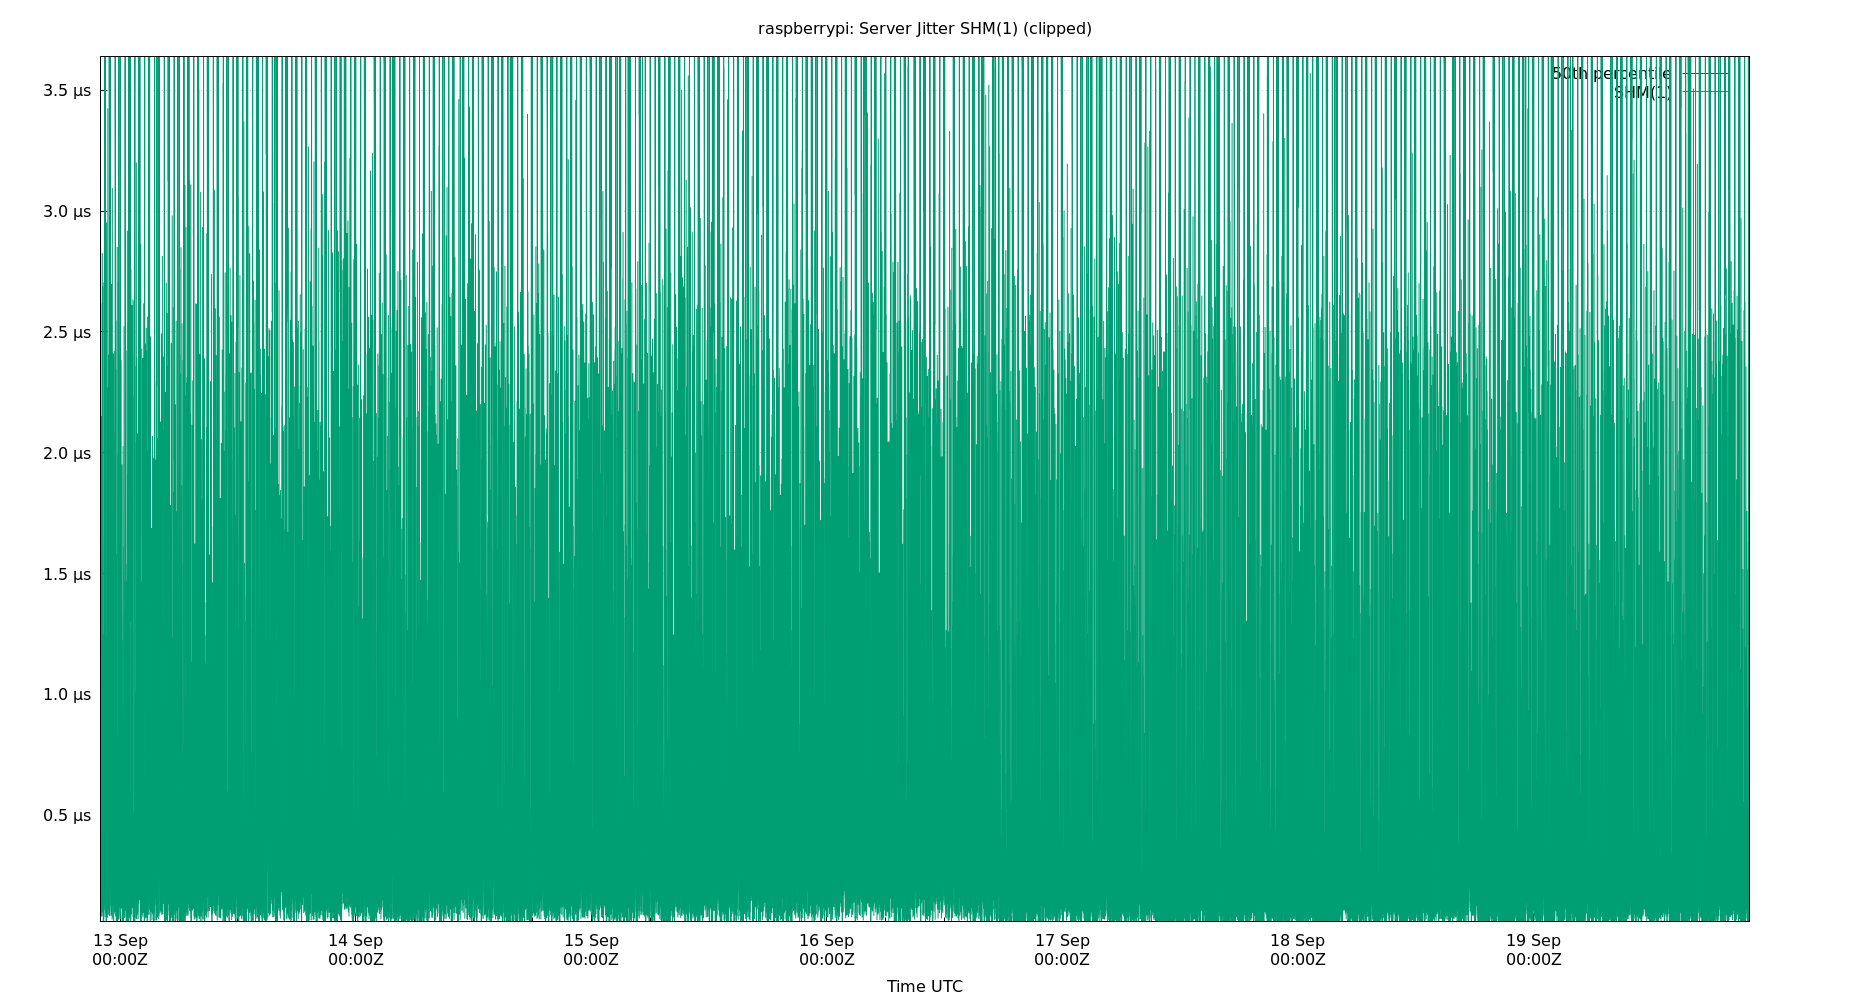 raspberrypi: Server Jitter SHM(1) (clipped)
50th percentile
SHM(1)
3.5 µs
3.0 µs
2.5 µs
2.0 µs
1.5 µs
1.0 µs
0.5 µs
13 Sep 14 Sep 15 Sep 16 Sep 17 Sep 18 Sep 19 Sep
00:00Z 00:00Z 00:00Z 00:00Z 00:00Z 00:00Z 00:00Z
Time UTC